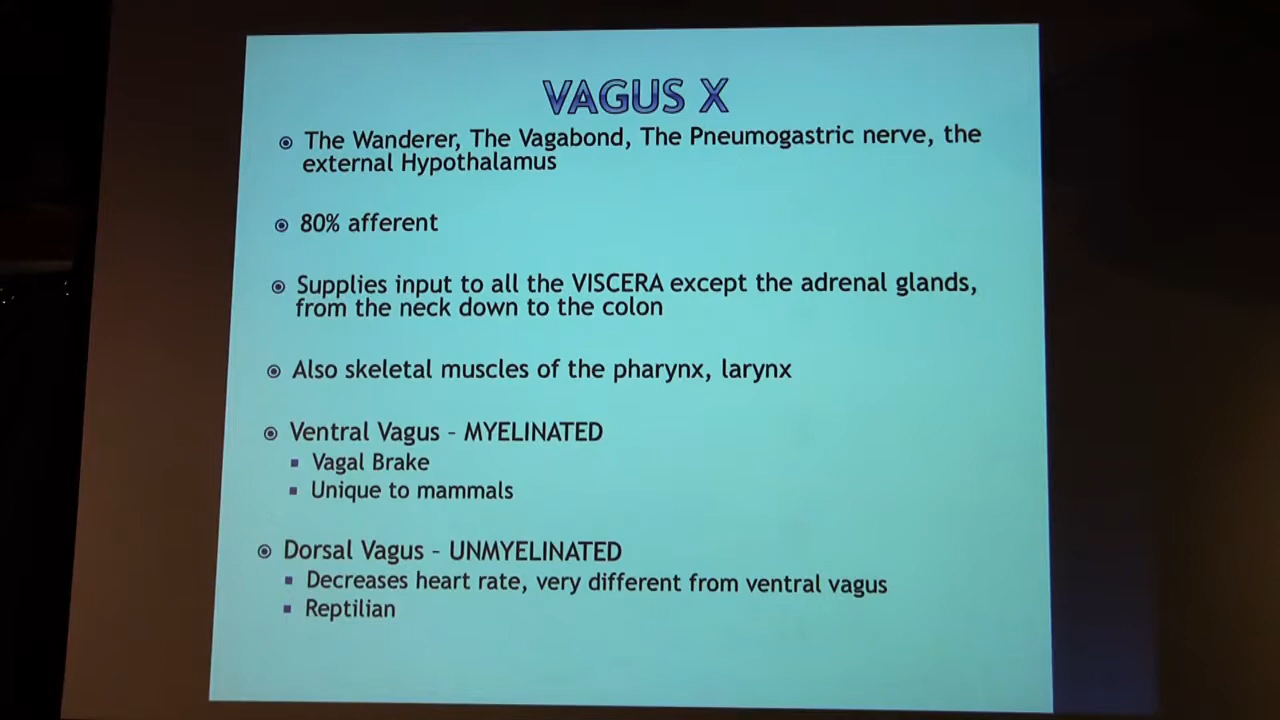 VAGUS X
The Wanderer, The Vagabond, The Pneumogastric nerve, the
external Hypothalamus
80% afferent
Supplies input to all the VISCERA except the adrenal glands,
from the neck down to the colon
Also skeletal muscles of the pharynx, larynx
Ventral Vagus - MYELINATED
Vagal Brake
Unique to mammals
Dorsal Vagus - UNMYELINATED
Decreases heart rate, very different from ventral vagus
Reptilian